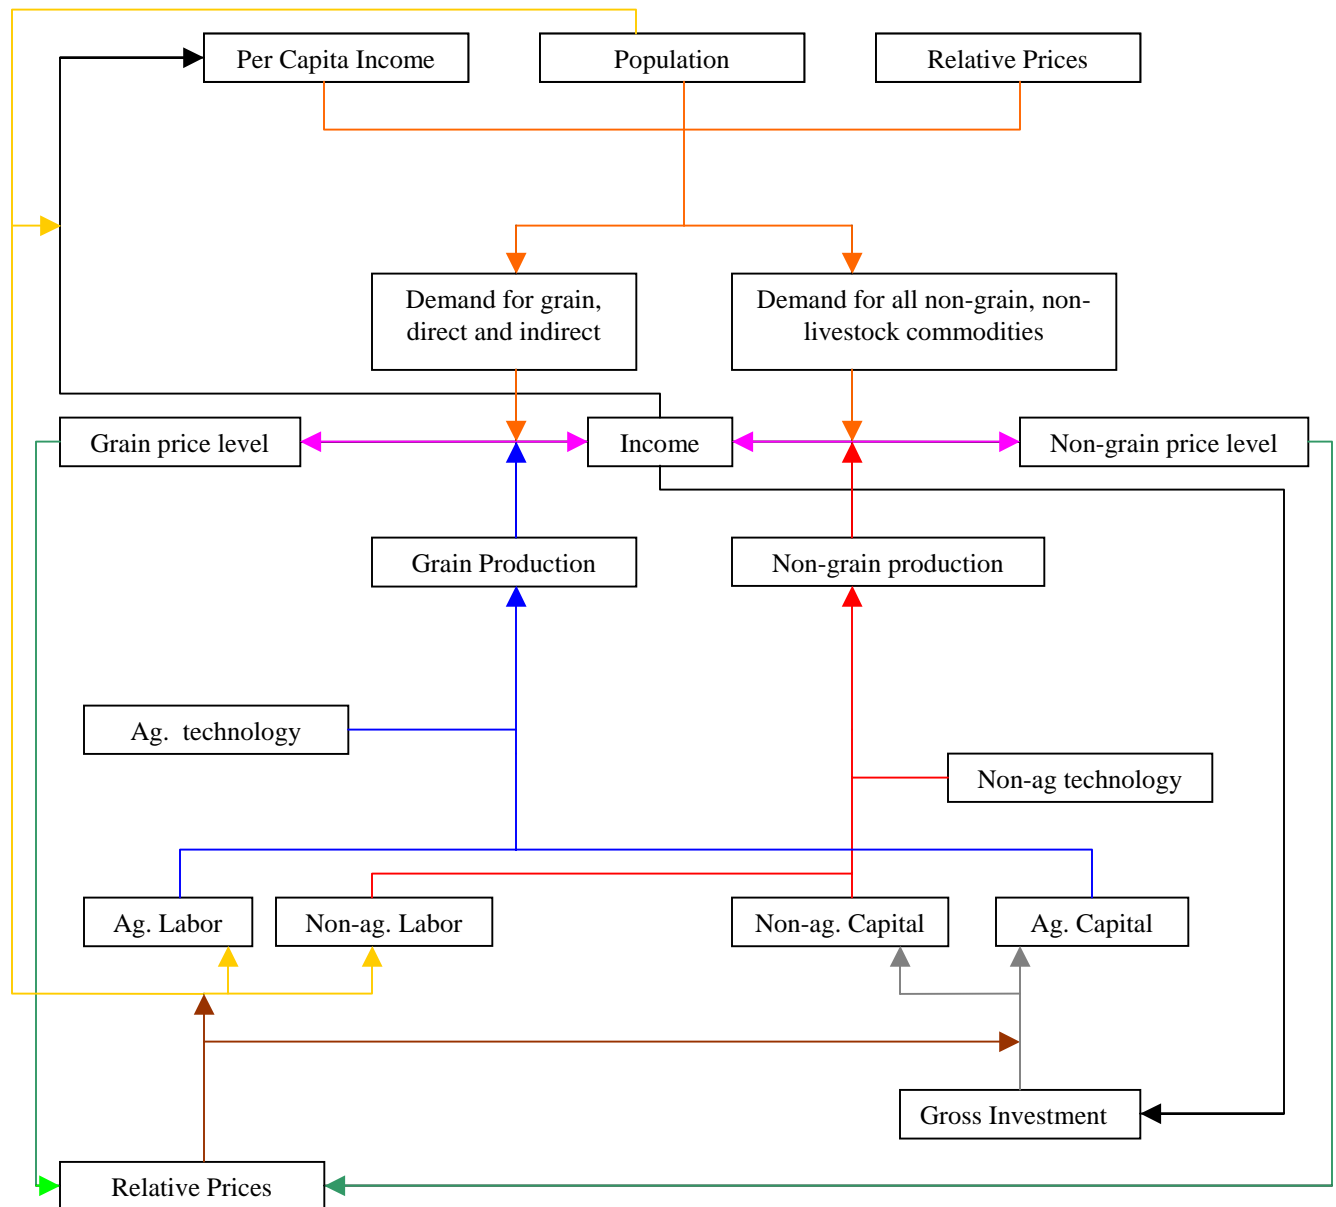 Per Capita Income
Population
Relative Prices
Demand for grain,
direct and indirect
Demand for all non-grain, non-
livestock commodities
Grain price level
Income
Non-grain price level
Grain Production
Non-grain production
Ag. technology
Non-ag technology
Ag. Labor
Non-ag. Labor
Non-ag. Capital
Ag. Capital
Gross Investment
Relative Prices